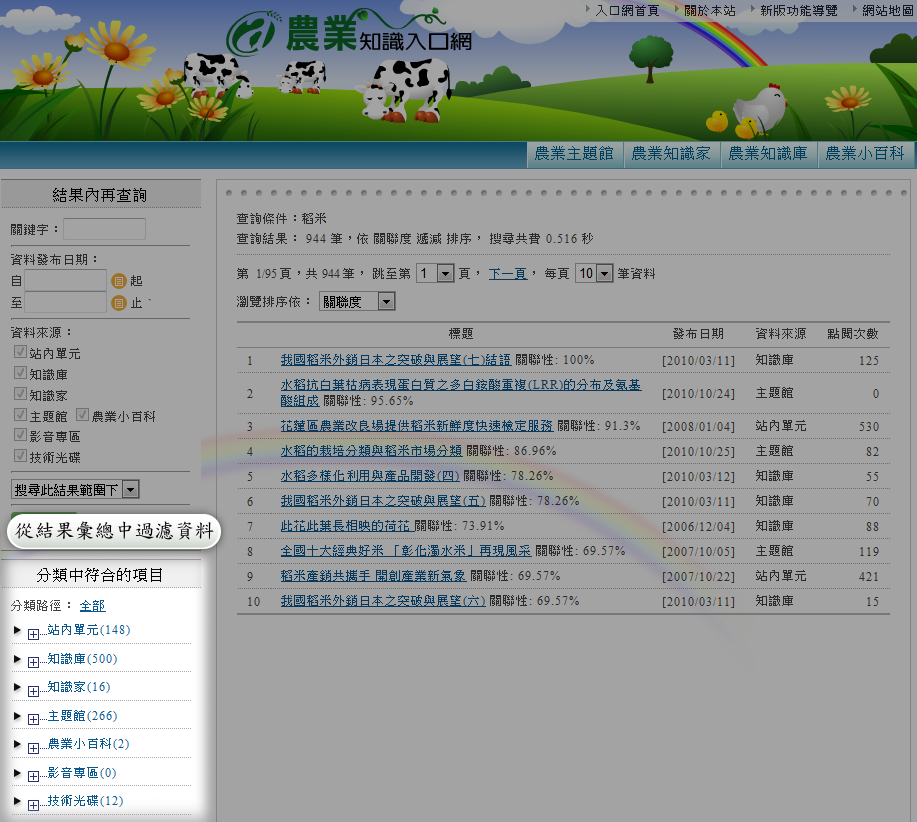 入口網首頁 關於本站 新版功能導覽 網站地圖
農業知識入口網
農業主題館 農業知識家 農業知識庫 農業小百科
結果內再查詢
關鍵字：
資料發布日期：
自 起
至 止
資料來源：
站內單元
知識庫
知識家
主題館 農業小百科
影音專區
技術光碟
搜尋此結果範圍下
從結果彙總中過濾資料
分類中符合的項目
分類路徑： 全部
站內單元(148)
知識庫(500)
知識家(16)
主題館(266)
農業小百科(2)
影音專區(0)
技術光碟(12)
查詢條件：稻米
查詢結果： 944 筆，依 關聯度 遞減 排序， 搜尋共費 0.516 秒
第 1/95 頁，共 944 筆， 跳至第 1 頁， 下一頁， 每頁 10 筆資料
瀏覽排序依： 關聯度
標題 發布日期 資料來源 點閱次數
1 我國稻米外銷日本之突破與展望(七)結語 關聯性: 100% [2010/03/11] 知識庫 125
2 水稻抗白葉枯病表現蛋白質之多白銨酸重複(LRR)的分布及氨基
酸組成 關聯性: 95.65% [2010/10/24] 主題館 0
3 花蓮區農業改良場提供稻米新鮮度快速檢定服務 關聯性: 91.3% [2008/01/04] 站內單元 530
4 水稻的栽培分類與稻米市場分類 關聯性: 86.96% [2010/10/25] 主題館 82
5 水稻多樣化利用與產品開發(四) 關聯性: 78.26% [2010/03/12] 知識庫 55
6 我國稻米外銷日本之突破與展望(五) 關聯性: 78.26% [2010/03/11] 知識庫 70
7 此花此葉長相映的荷花 關聯性: 73.91% [2006/12/04] 知識庫 88
8 全國十大經典好米 「彰化濁水米」再現風采 關聯性: 69.57% [2007/10/05] 主題館 119
9 稻米產銷共攜手 開創產業新氣象 關聯性: 69.57% [2007/10/22] 站內單元 421
10 我國稻米外銷日本之突破與展望(六) 關聯性: 69.57% [2010/03/11] 知識庫 15